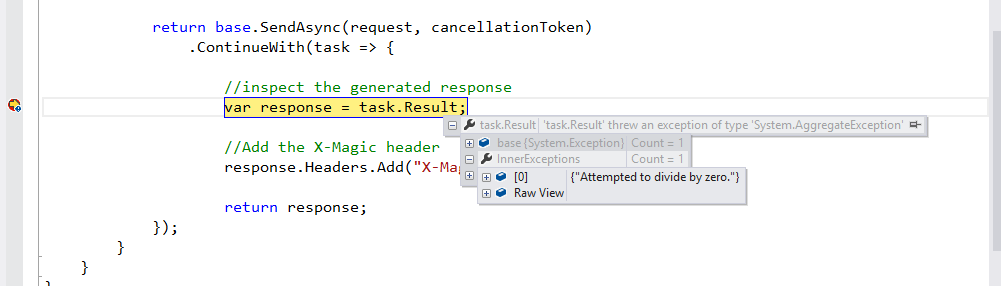 return base.SendAsync(request, cancellationToken)
.ContinueWith(task => {
//inspect the generated response
var response = task.Result;
task.Result 'task.Result' threw an exception of type 'System.AggregateException'
//Add the X-Magic header
base {System.Exception} Count = 1
InnerExceptions Count = 1
response.Headers.Add("X-Ma
[0] {"Attempted to divide by zero."}
Raw View
return response;
});
}
}